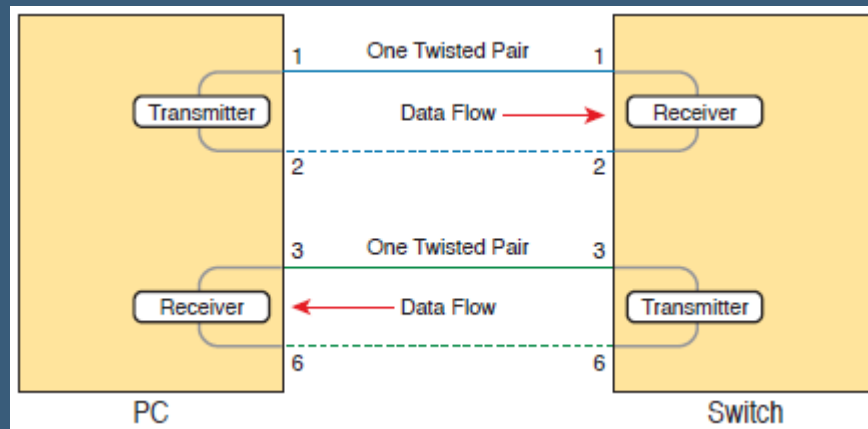 1 One Twisted Pair 1
Transmitter Data Flow Receiver
2 2
3 One Twisted Pair 3
Receiver Data Flow Transmitter
6 6
PC Switch